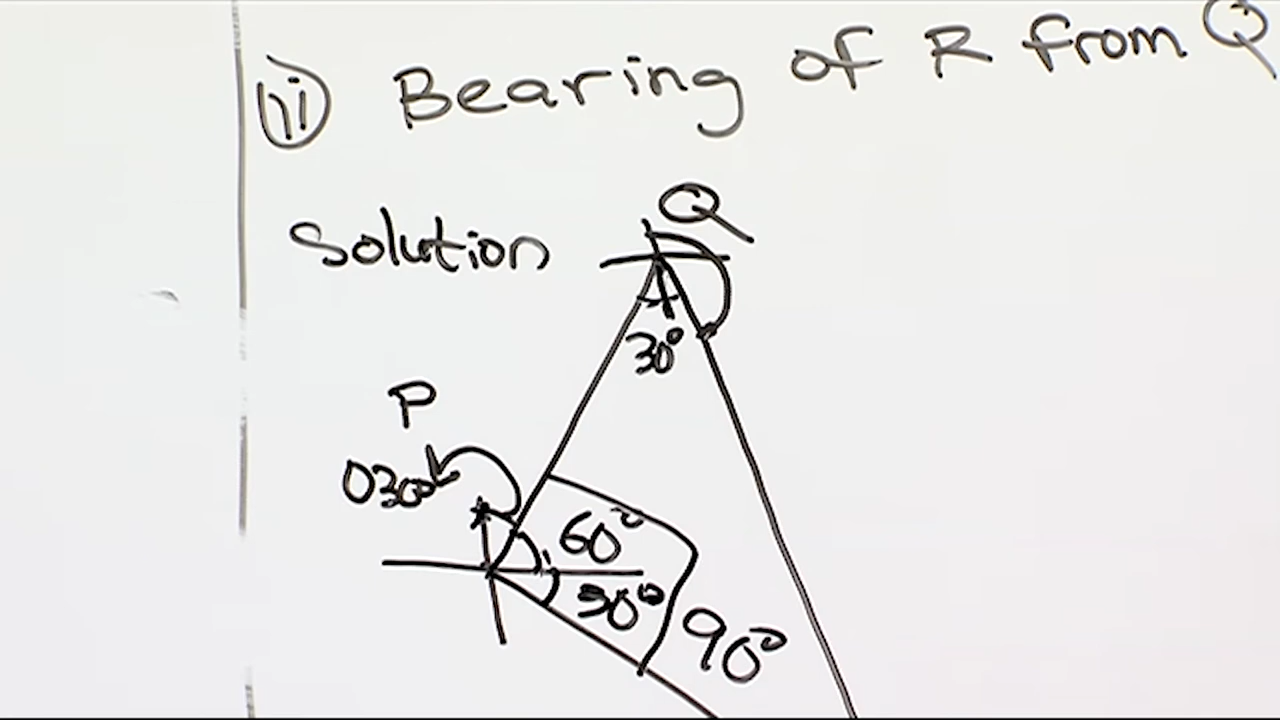 (ii) Bearing of R from Q
Solution
Q
30°
P
030°
60°
30°
90°